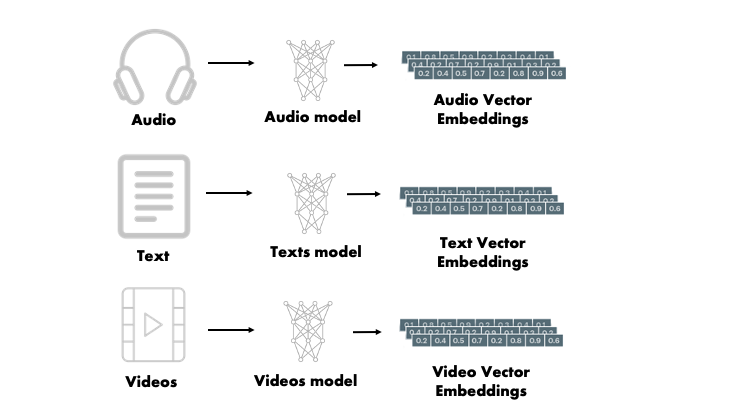 0.2 0.4 0.5 0.7 0.2 0.8 0.9 0.6
Audio
Audio model
Audio Vector
Embeddings
0.2 0.4 0.5 0.7 0.2 0.8 0.9 0.6
Text
Texts model
Text Vector
Embeddings
0.2 0.4 0.5 0.7 0.2 0.8 0.9 0.6
Videos
Videos model
Video Vector
Embeddings